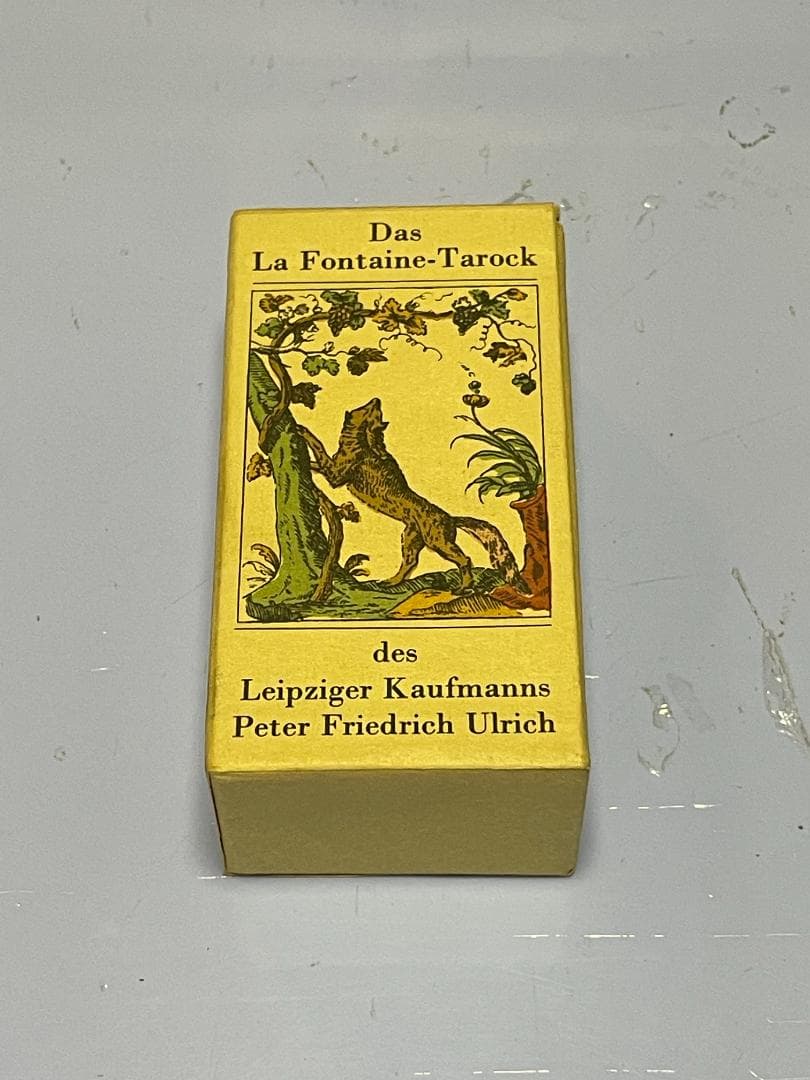 Das
La Fontaine-Tarock
des
Leipziger Kaufmanns
Peter Friedrich Ulrich